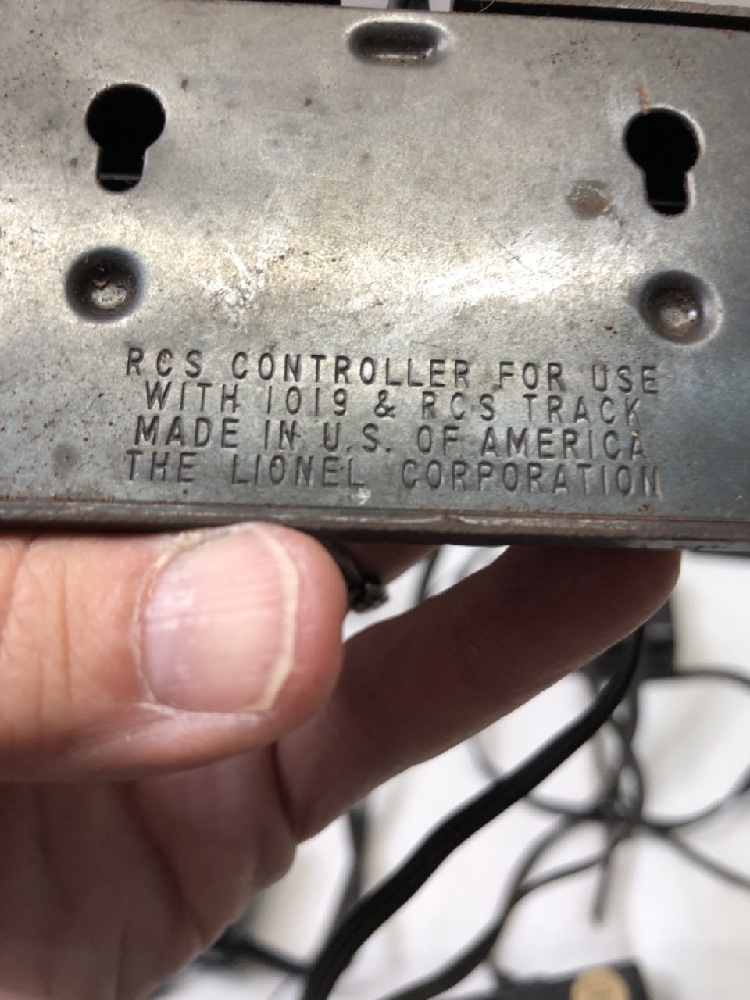 RCS CONTROLLER FOR USE
WITH 1019 & RCS TRACK
MADE IN U.S. OF AMERICA
THE LIONEL CORPORATION